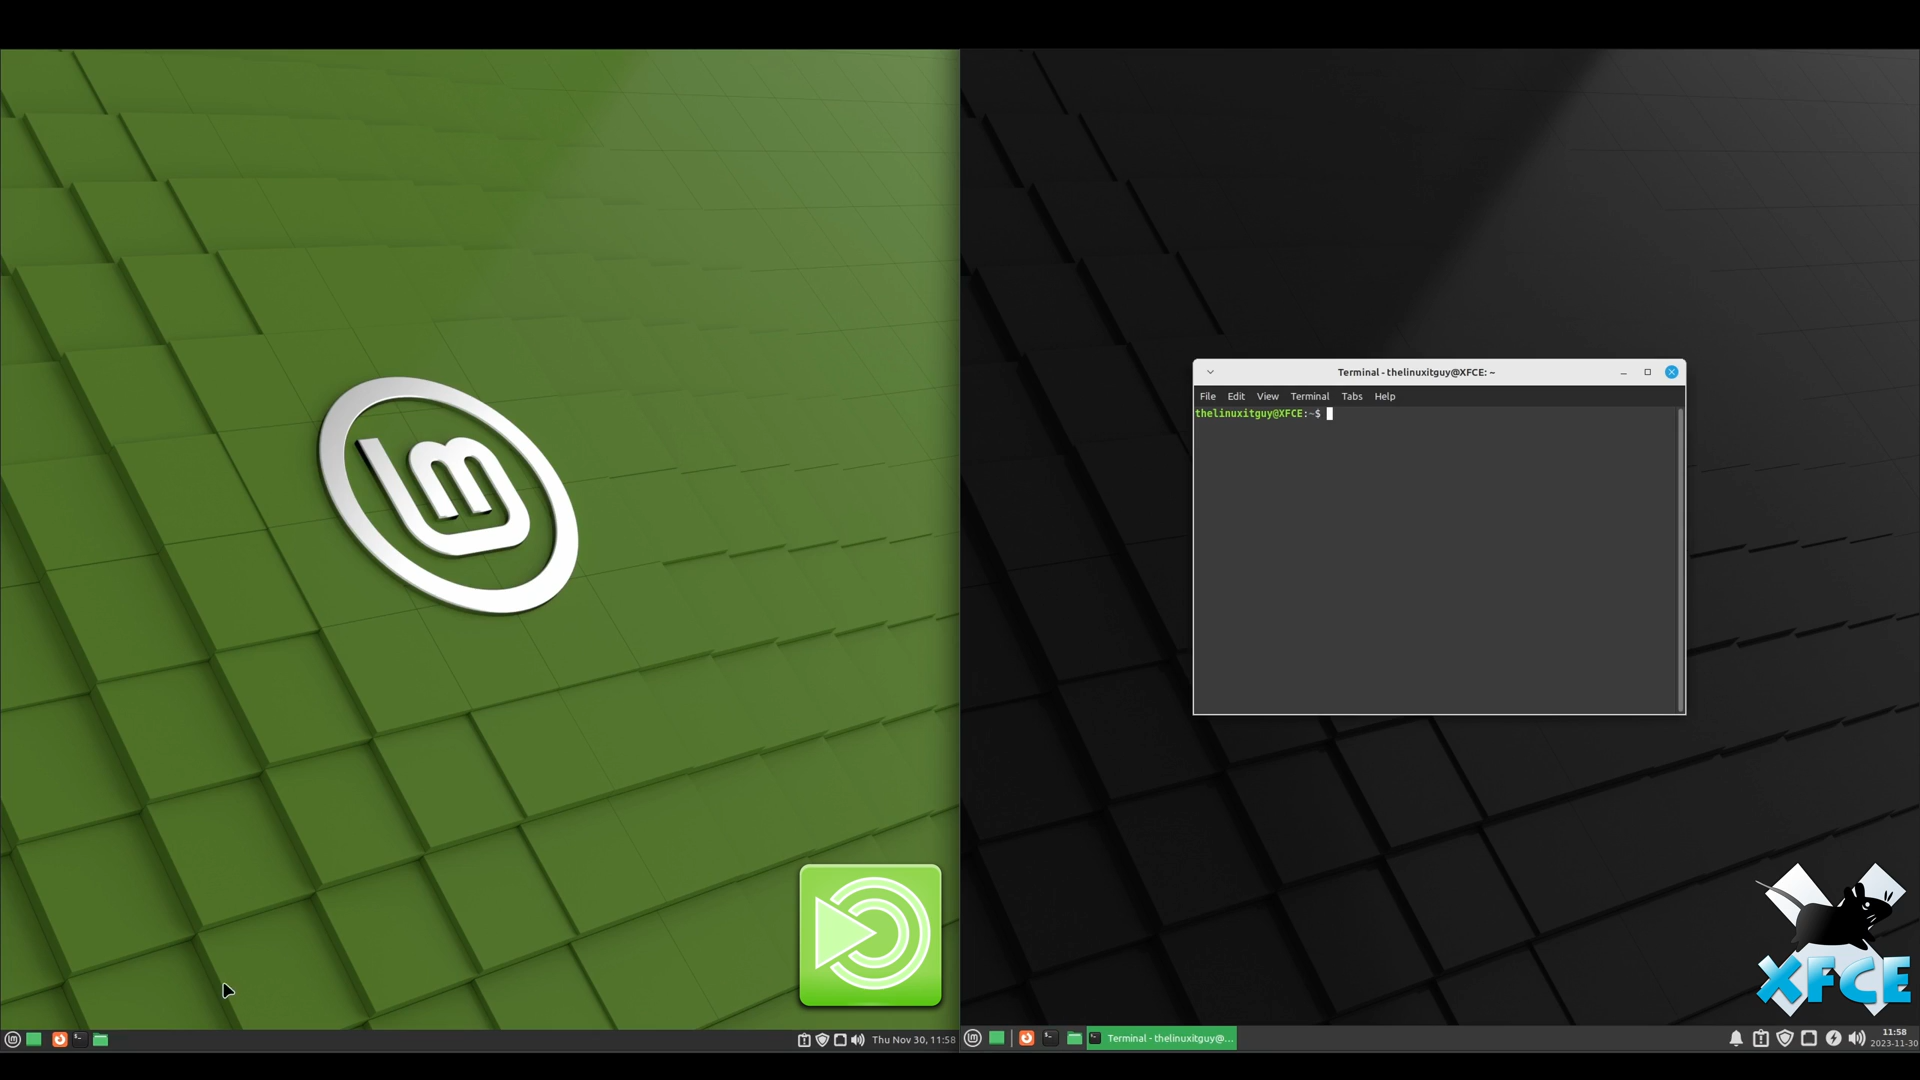 Terminal - thelinuxitguy@XFCE: ~
File Edit View Terminal Tabs Help
thelinuxitguy@XFCE:~$
XFCE
Thu Nov 30, 11:58
Terminal - thelinuxitguy@...
11:58
2023-11-30